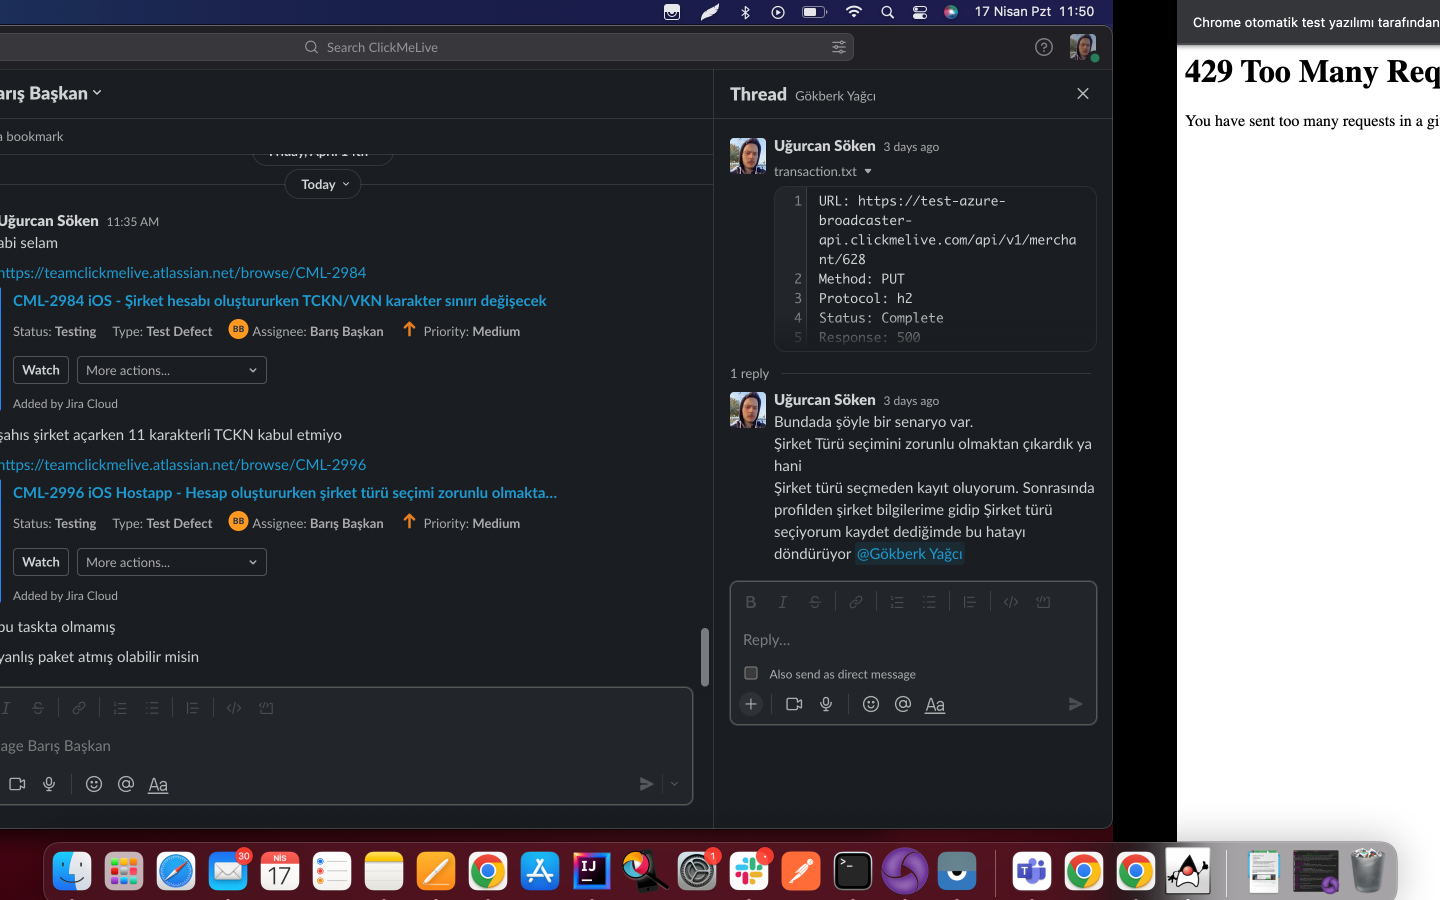 17 Nisan Pzt 11:50
Search ClickMeLive
arış Başkan
a bookmark
Today
Uğurcan Söken 11:35 AM
abi selam
https://teamclickmelive.atlassian.net/browse/CML-2984
CML-2984 iOS - Şirket hesabı oluştururken TCKN/VKN karakter sınırı değişecek
Status: Testing Type: Test Defect BB Assignee: Barış Başkan Priority: Medium
Watch
More actions...
Added by Jira Cloud
şahıs şirket açarken 11 karakterli TCKN kabul etmiyo
https://teamclickmelive.atlassian.net/browse/CML-2996
CML-2996 iOS Hostapp - Hesap oluştururken şirket türü seçimi zorunlu olmakta...
Status: Testing Type: Test Defect BB Assignee: Barış Başkan Priority: Medium
Watch
More actions...
Added by Jira Cloud
bu taskta olmamış
yanlış paket atmış olabilir misin
age Barış Başkan
Aa
Thread Gökberk Yağcı
Uğurcan Söken 3 days ago
transaction.txt
1 URL: https://test-azure-
broadcaster-
api.clickmelive.com/api/v1/mercha
nt/628
2 Method: PUT
3 Protocol: h2
4 Status: Complete
5 Response: 500
1 reply
Uğurcan Söken 3 days ago
Bundada şöyle bir senaryo var.
Şirket Türü seçimini zorunlu olmaktan çıkardık ya
hani
Şirket türü seçmeden kayıt oluyorum. Sonrasında
profilden şirket bilgilerime gidip Şirket türü
seçiyorum kaydet dediğimde bu hatayı
döndürüyor @Gökberk Yağcı
B I S
Reply...
Also send as direct message
Aa
Chrome otomatik test yazılımı tarafından
429 Too Many Req
You have sent too many requests in a gi
30
NİS
17
IJ
1